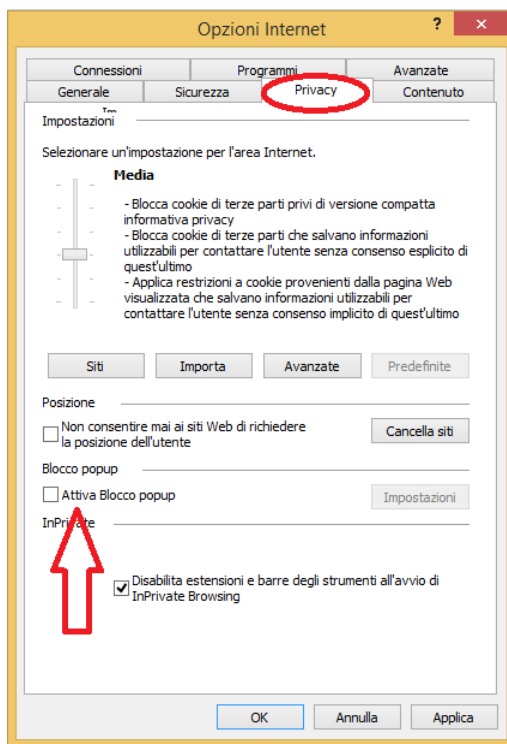 Opzioni Internet
?
x
Connessioni
Programmi
Avanzate
Generale
Sicurezza
Privacy
Contenuto
Impostazioni
Selezionare un'impostazione per l'area Internet.
Media
- Blocca cookie di terze parti privi di versione compatta
informativa privacy
- Blocca cookie di terze parti che salvano informazioni
utilizzabili per contattare l'utente senza consenso esplicito di
quest'ultimo
- Applica restrizioni a cookie provenienti dalla pagina Web
visualizzata che salvano informazioni utilizzabili per
contattare l'utente senza consenso implicito di quest'ultimo
Siti
Importa
Avanzate
Predefinite
Posizione
Non consentire mai ai siti Web di richiedere
la posizione dell'utente
Cancella siti
Blocco popup
Attiva Blocco popup
Impostazioni
InPrivate
Disabilita estensioni e barre degli strumenti all'avvio di
InPrivate Browsing
OK
Annulla
Applica